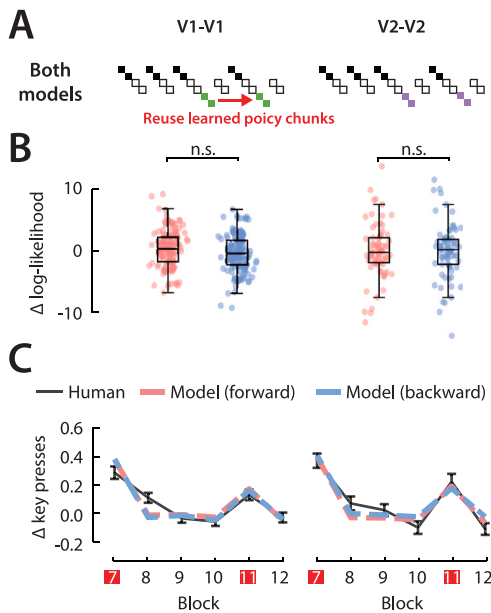 A
V1-V1
V2-V2
Both
models
Reuse learned poicy chunks
B
n.s.
n.s.
Δ log-likelihood
10
0
-10
C
Human
Model (forward)
Model (backward)
Δ key presses
0.6
0.4
0.2
0.0
-0.2
7 8 9 10 11 12
7 8 9 10 11 12
Block
Block